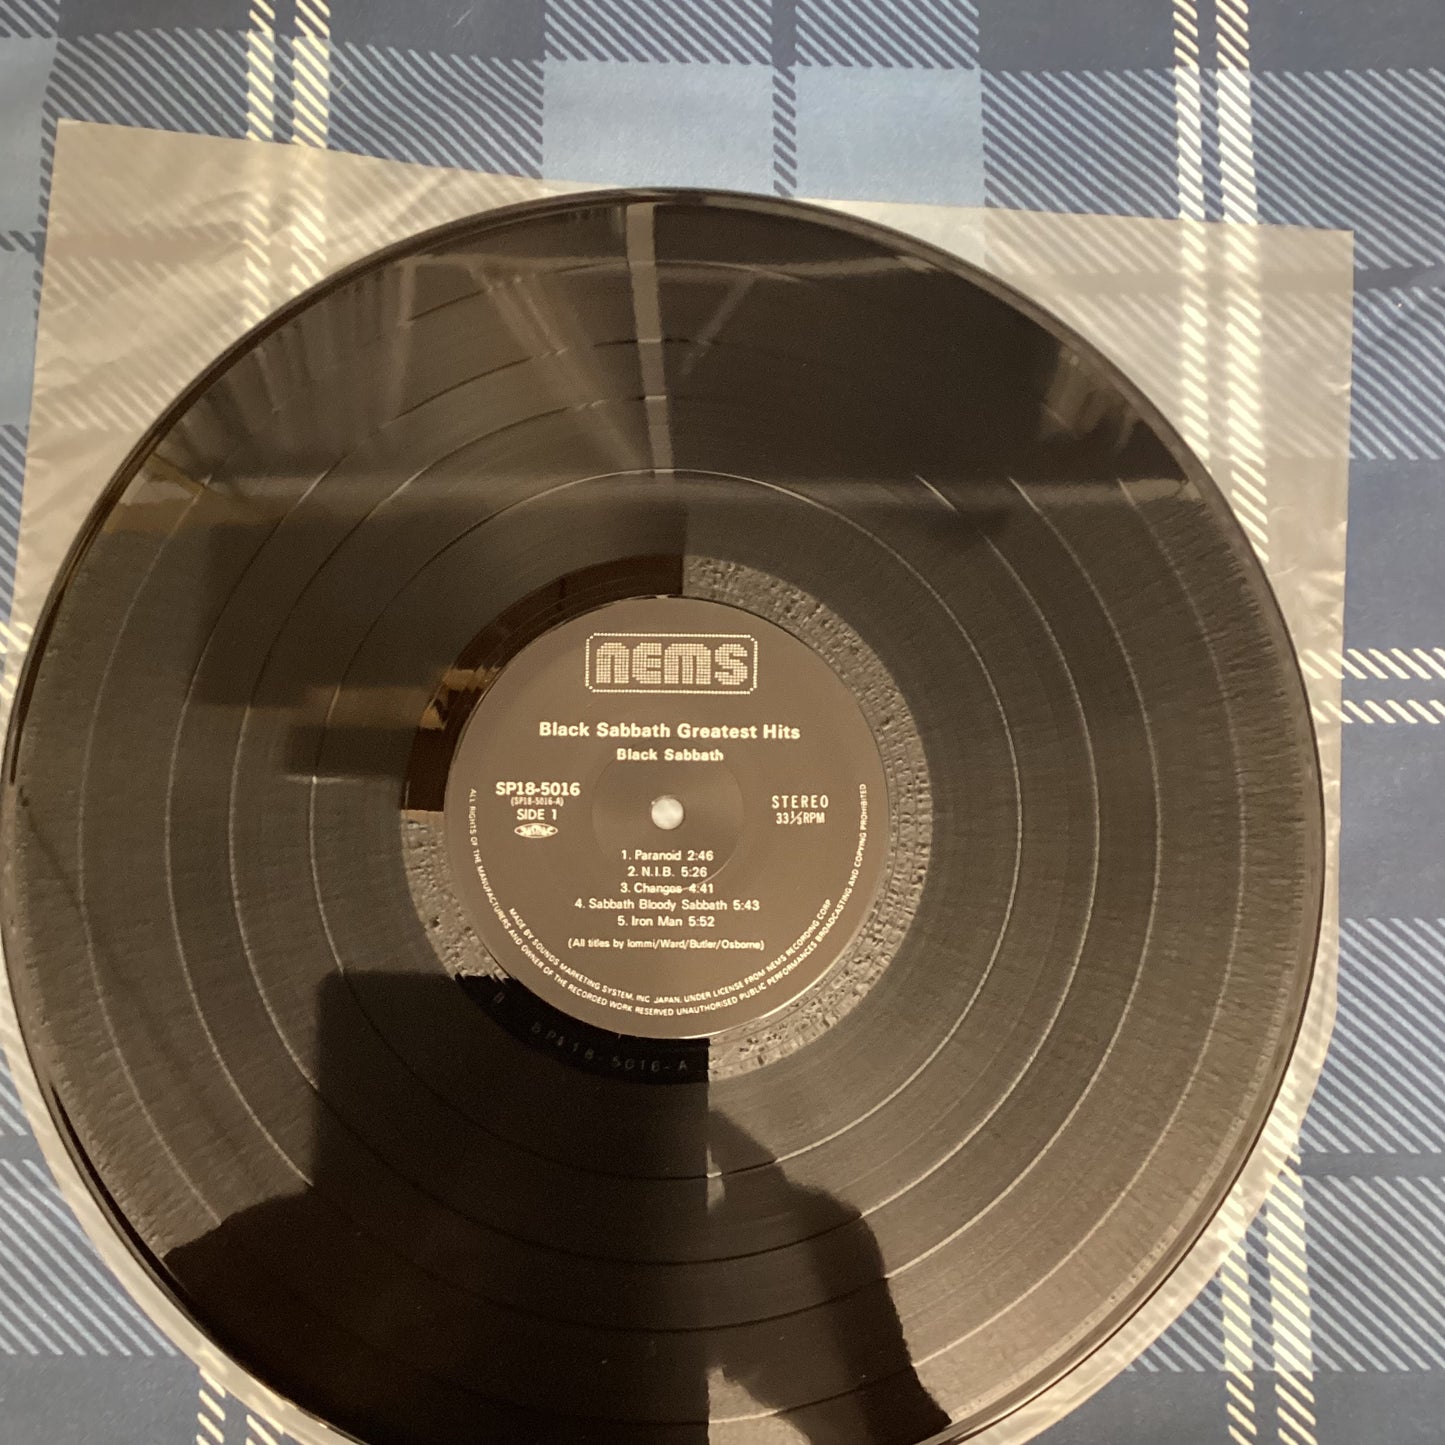 nems
Black Sabbath Greatest Hits
Black Sabbath
SP18-5016
(SP18-5016-A)
SIDE 1
STEREO
33 1/3 RPM
1. Paranoid 2:46
2. N.I.B. 5:26
3. Changes 4:41
4. Sabbath Bloody Sabbath 5:43
5. Iron Man 5:52
(All titles by Iommi/Ward/Butler/Osborne)
MADE BY SOUNDS MARKETING SYSTEM, INC JAPAN, UNDER LICENSE FROM NEMS RECORDING CORP
ALL RIGHTS OF THE MANUFACTURERS AND OWNER OF THE RECORDED WORK RESERVED UNAUTHORISED PUBLIC PERFORMANCES BROADCASTING AND COPYING PROHIBITED
SP18-5016-A